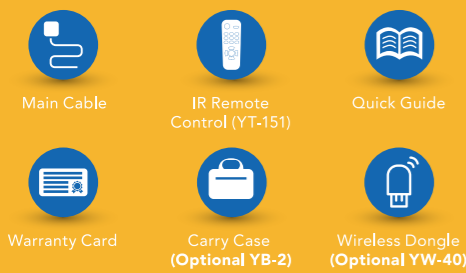 Main Cable
IR Remote
Control (YT-151)
Quick Guide
Warranty Card
Carry Case
(Optional YB-2)
Wireless Dongle
(Optional YW-40)